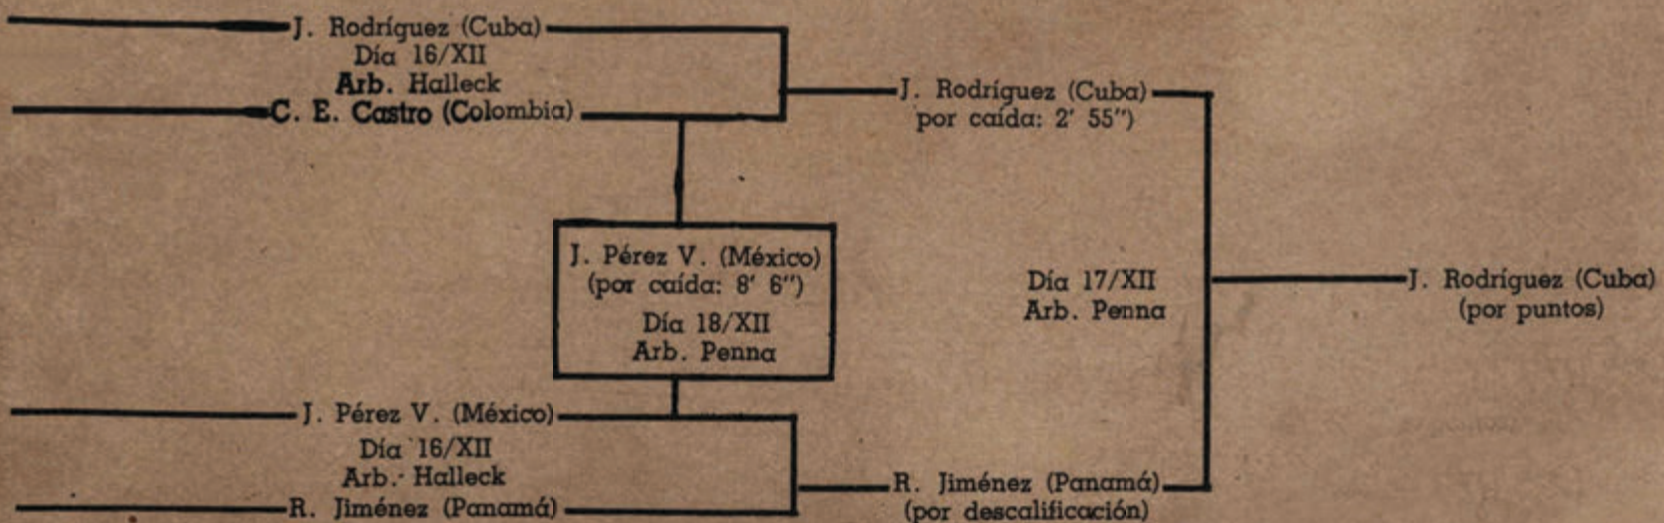 J. Rodríguez (Cuba)
Día 16/XII
Arb. Halleck
C. E. Castro (Colombia)
J. Rodríguez (Cuba)
por caída: 2' 55")
J. Pérez V. (México)
(por caída: 8' 6")
Día 18/XII
Arb. Penna
Día 17/XII
Arb. Penna
J. Rodríguez (Cuba)
(por puntos)
J. Pérez V. (México)
Día 16/XII
Arb. Halleck
R. Jiménez (Panamá)
R. Jiménez (Panamá)
(por descalificación)